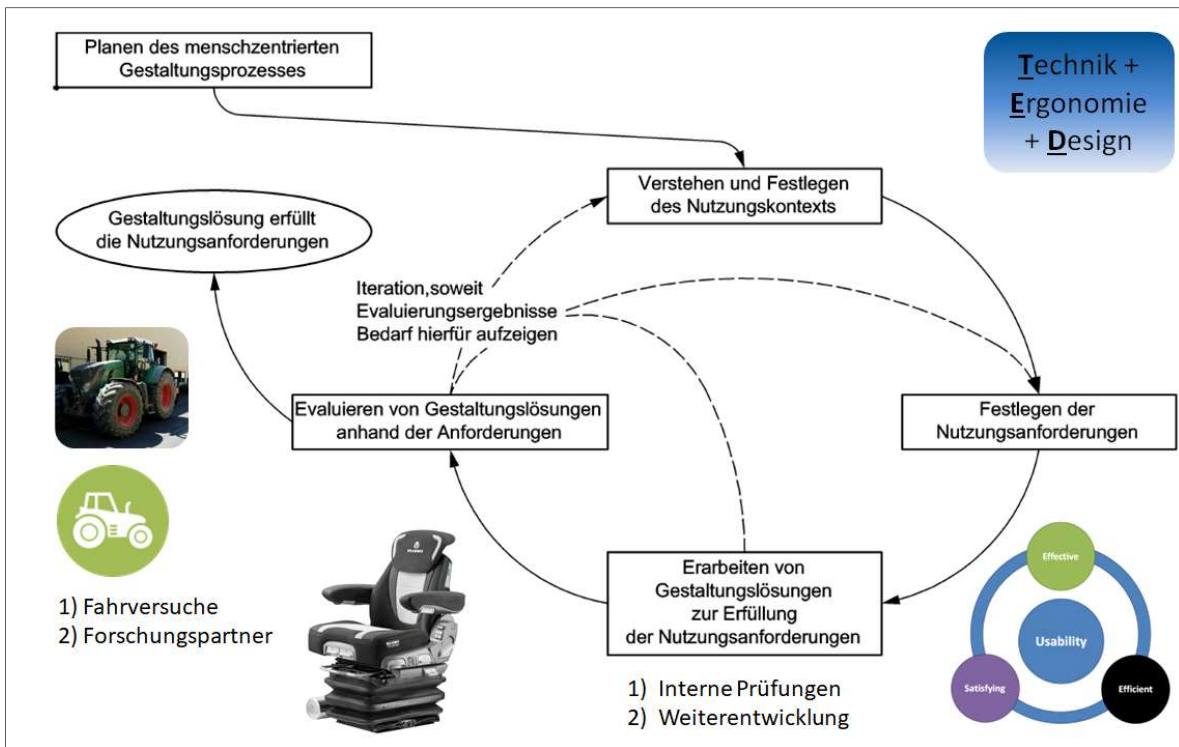 Planen des menschzentrierten
Gestaltungsprozesses
Technik +
Ergonomie
+ Design
Verstehen und Festlegen
des Nutzungskontexts
Gestaltungslösung erfüllt
die Nutzungsanforderungen
Iteration,soweit
Evaluierungsergebnisse
Bedarf hierfür aufzeigen
Evaluieren von Gestaltungslösungen
anhand der Anforderungen
Festlegen der
Nutzungsanforderungen
Erarbeiten von
Gestaltungslösungen
zur Erfüllung
der Nutzungsanforderungen
1) Fahrversuche
2) Forschungspartner
1) Interne Prüfungen
2) Weiterentwicklung
Effective
Usability
Satisfying
Efficient